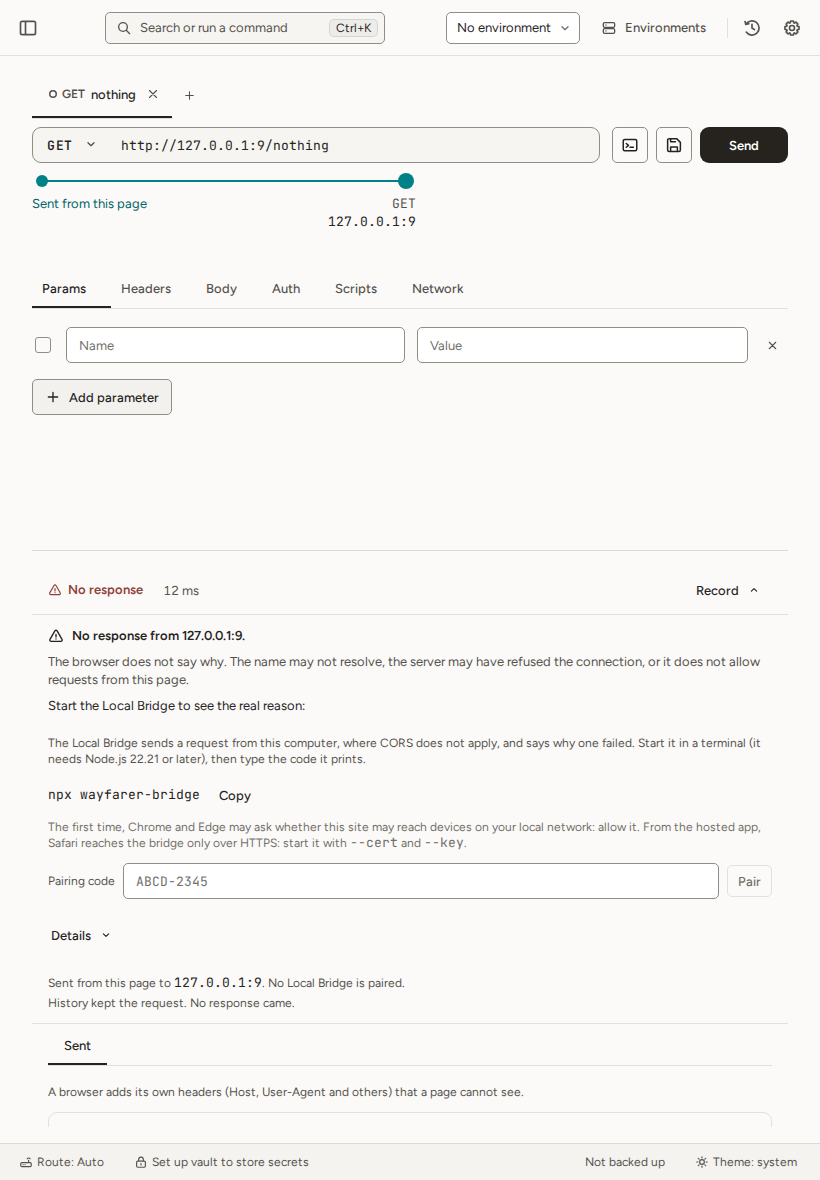 Search or run a command Ctrl+K No environment Environments
GET nothing
GET http://127.0.0.1:9/nothing Send
Sent from this page GET
127.0.0.1:9
Params Headers Body Auth Scripts Network
Name Value
Add parameter
No response 12 ms Record
No response from 127.0.0.1:9.
The browser does not say why. The name may not resolve, the server may have refused the connection, or it does not allow
requests from this page.
Start the Local Bridge to see the real reason:
The Local Bridge sends a request from this computer, where CORS does not apply, and says why one failed. Start it in a terminal (it
needs Node.js 22.21 or later), then type the code it prints.
npx wayfarer-bridge Copy
The first time, Chrome and Edge may ask whether this site may reach devices on your local network: allow it. From the hosted app,
Safari reaches the bridge only over HTTPS: start it with --cert and --key.
Pairing code ABCD-2345 Pair
Details
Sent from this page to 127.0.0.1:9. No Local Bridge is paired.
History kept the request. No response came.
Sent
A browser adds its own headers (Host, User-Agent and others) that a page cannot see.
Route: Auto Set up vault to store secrets Not backed up Theme: system